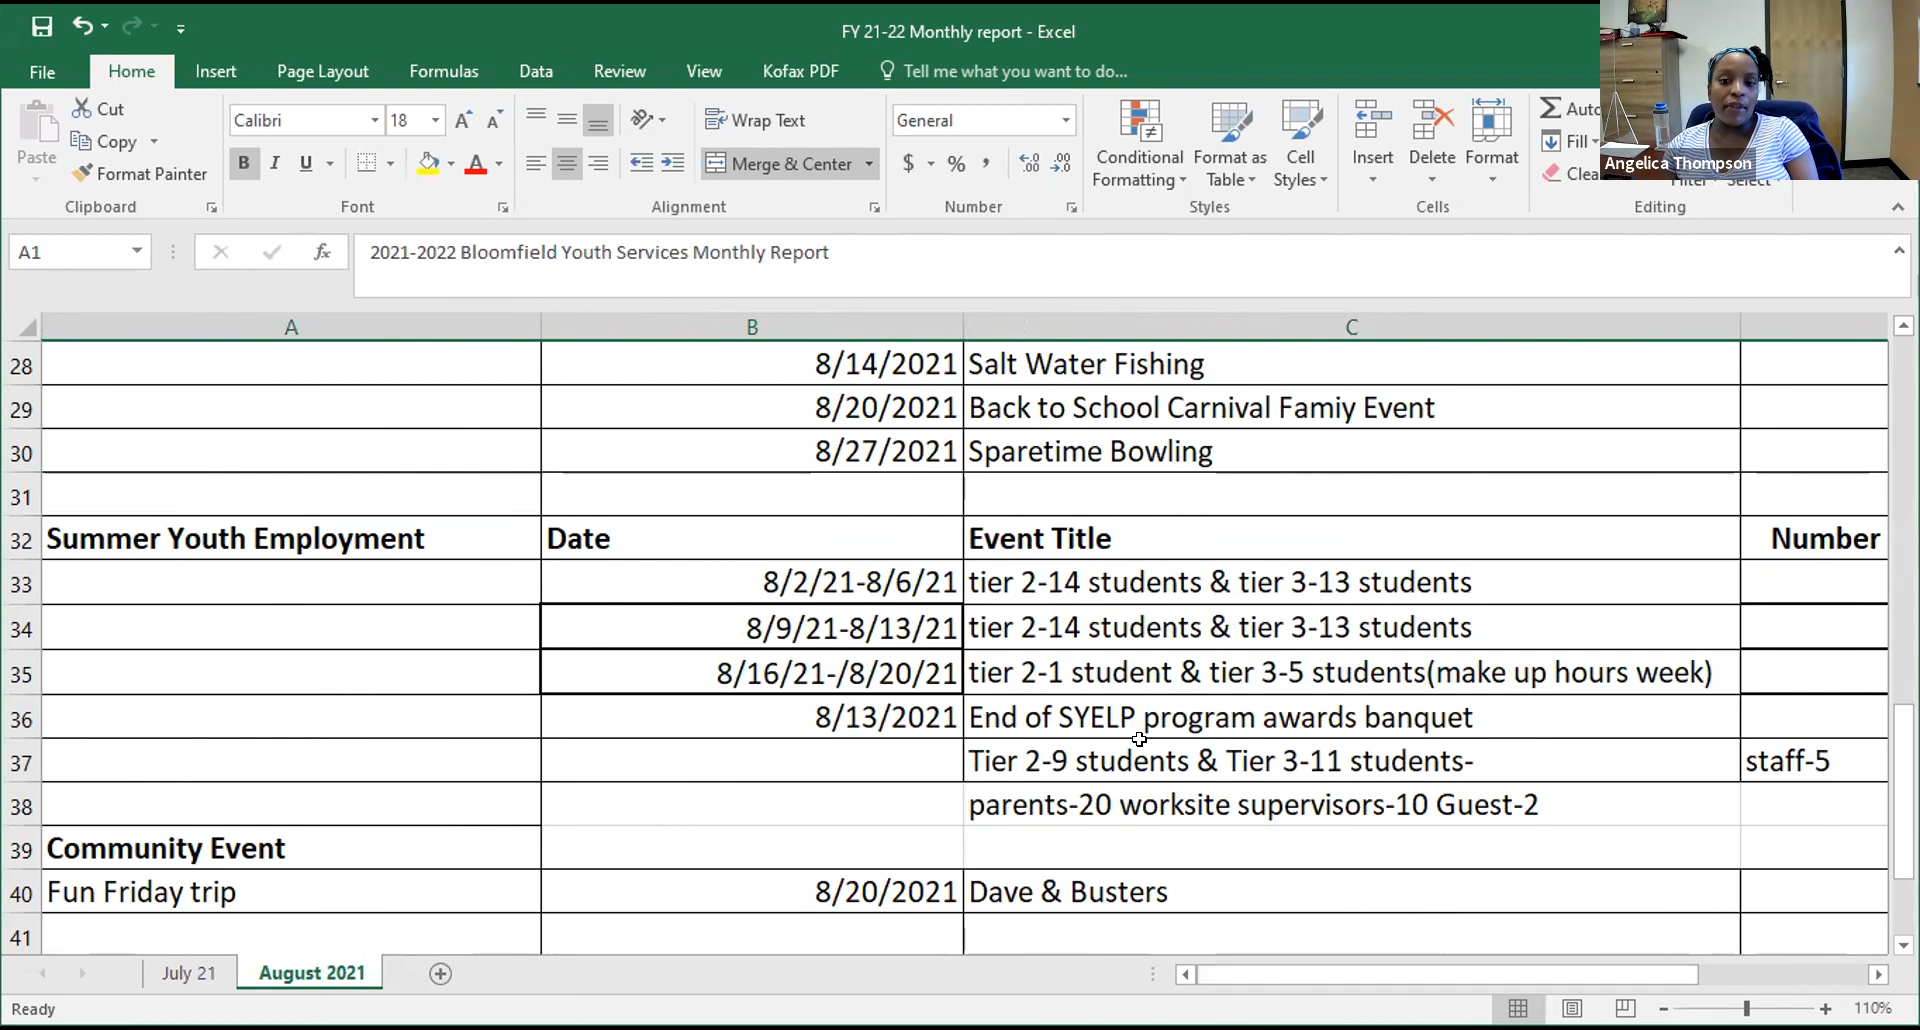 FY 21-22 Monthly report - Excel
File Home Insert Page Layout Formulas Data Review View Kofax PDF Tell me what you want to do...
Paste
Cut
Copy
Format Painter
Clipboard
Calibri 18
B I U A
Font
Wrap Text
Merge & Center
Alignment
General
$ % ,
Number
Conditional Formatting
Format as Table
Cell Styles
Styles
Insert Delete Format
Cells
Fill
Editing
Angelica Thompson
A1 fx 2021-2022 Bloomfield Youth Services Monthly Report
A B C
28 8/14/2021 Salt Water Fishing
29 8/20/2021 Back to School Carnival Famiy Event
30 8/27/2021 Sparetime Bowling
31
32 Summer Youth Employment Date Event Title Number
33 8/2/21-8/6/21 tier 2-14 students & tier 3-13 students
34 8/9/21-8/13/21 tier 2-14 students & tier 3-13 students
35 8/16/21-/8/20/21 tier 2-1 student & tier 3-5 students(make up hours week)
36 8/13/2021 End of SYELP program awards banquet
37 Tier 2-9 students & Tier 3-11 students- staff-5
38 parents-20 worksite supervisors-10 Guest-2
39 Community Event
40 Fun Friday trip 8/20/2021 Dave & Busters
41
July 21 August 2021
Ready 110%